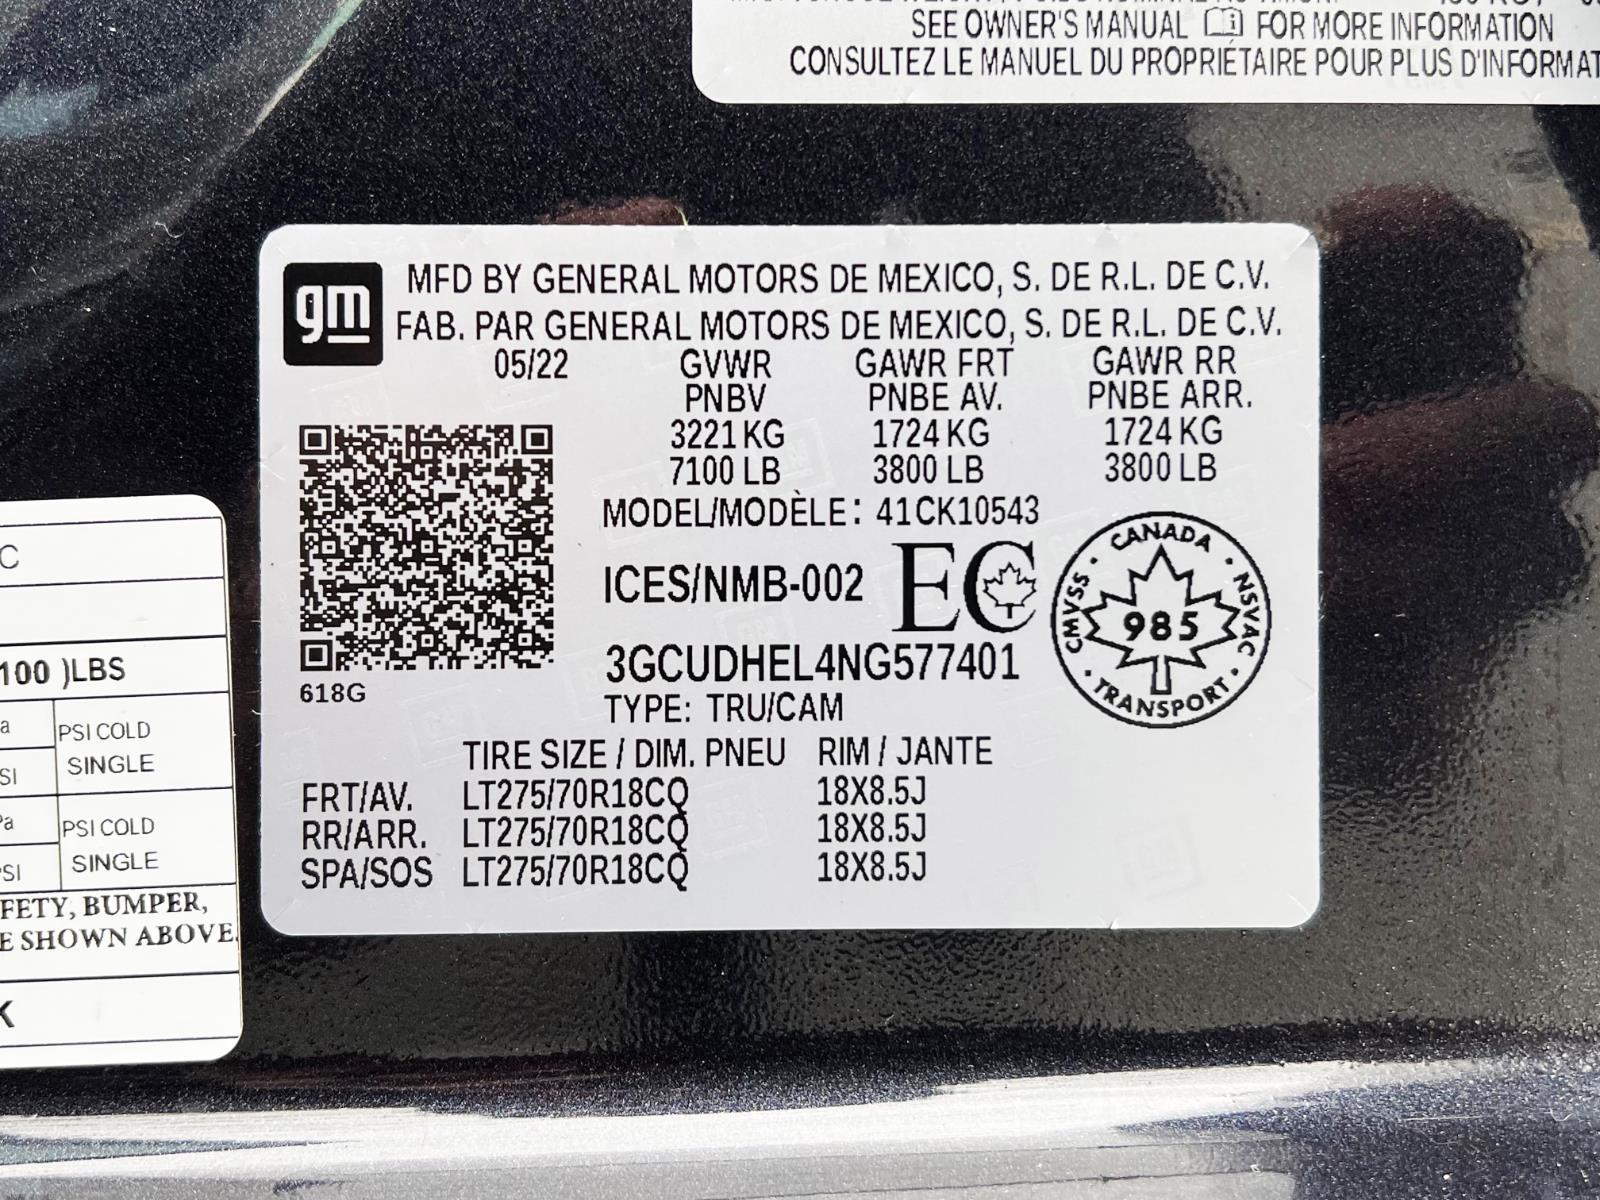 SEE OWNER'S MANUAL FOR MORE INFORMATION
CONSULTEZ LE MANUEL DU PROPRIÉTAIRE POUR PLUS D'INFORMAT
gm
MFD BY GENERAL MOTORS DE MEXICO, S. DE R.L. DE C.V.
FAB. PAR GENERAL MOTORS DE MEXICO, S. DE R.L. DE C.V.
05/22 GVWR GAWR FRT GAWR RR
PNBV PNBE AV. PNBE ARR.
3221 KG 1724 KG 1724 KG
7100 LB 3800 LB 3800 LB
MODEL/MODÈLE: 41CK10543
ICES/NMB-002 EC
3GCUDHEL4NG577401
TYPE: TRU/CAM
618G
CANADA
CMVSS 985 NSVAC
TRANSPORT
TIRE SIZE / DIM. PNEU RIM / JANTE
FRT/AV. LT275/70R18CQ 18X8.5J
RR/ARR. LT275/70R18CQ 18X8.5J
SPA/SOS LT275/70R18CQ 18X8.5J
C
100 )LBS
a PSI COLD
SI SINGLE
Pa PSI COLD
PSI SINGLE
FETY, BUMPER,
E SHOWN ABOVE.
K